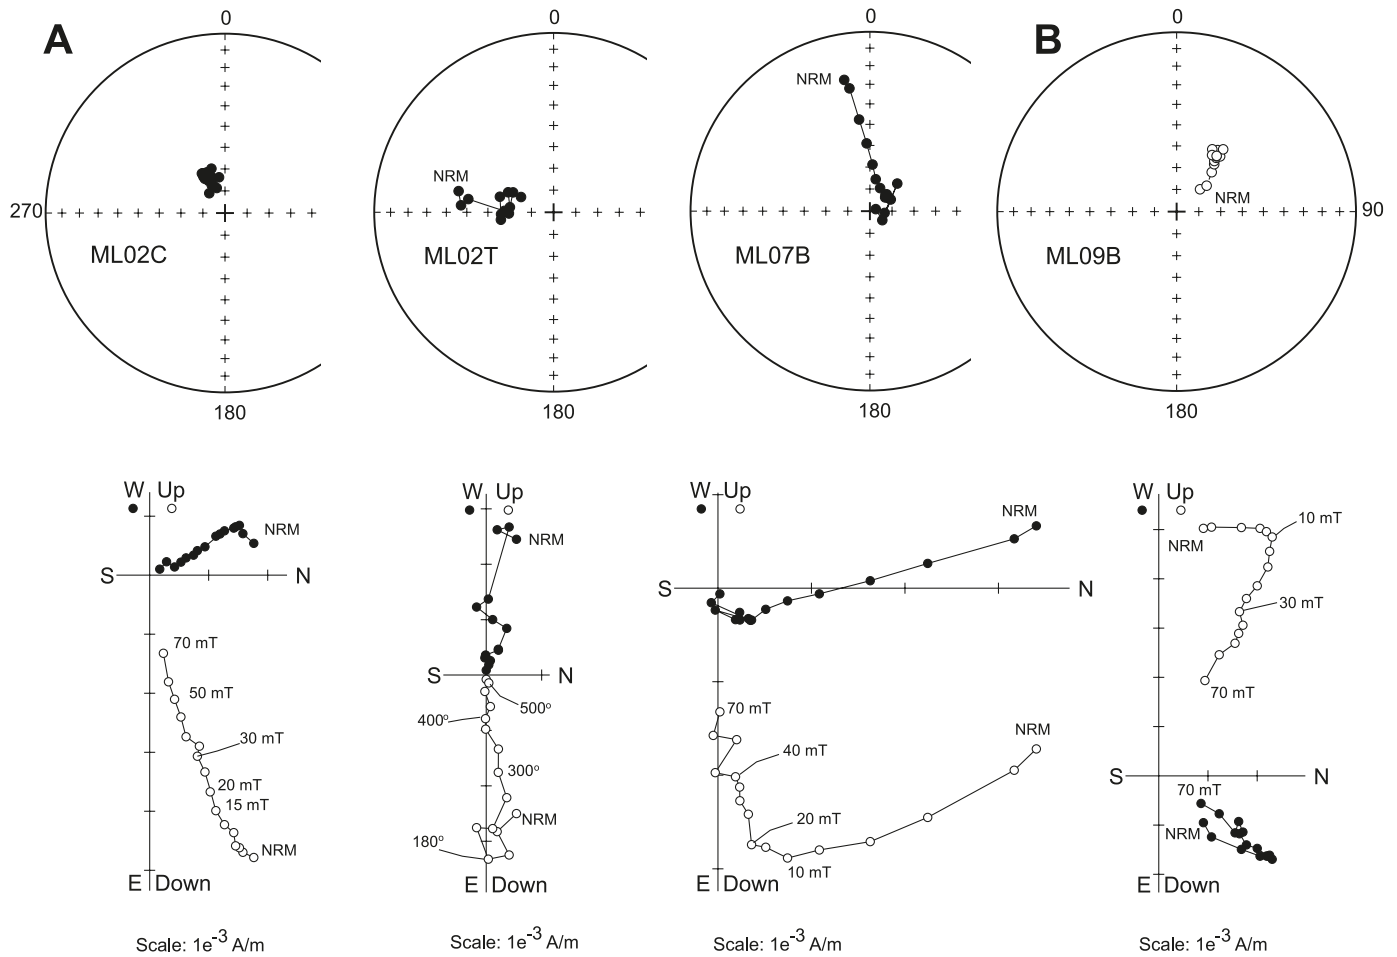 A
B
0
0
0
0
NRM
NRM
NRM
270
90
ML02C
ML02T
ML07B
ML09B
180
180
180
180
W Up
W Up
W Up
W Up
NRM
NRM
NRM
10 mT
NRM
S N
S N
S N
S N
30 mT
70 mT
50 mT
30 mT
20 mT
15 mT
NRM
500°
400°
300°
NRM
180°
70 mT
40 mT
NRM
20 mT
10 mT
70 mT
70 mT
NRM
E Down
E Down
E Down
E Down
Scale: 1e-3 A/m
Scale: 1e-3 A/m
Scale: 1e-3 A/m
Scale: 1e-3 A/m